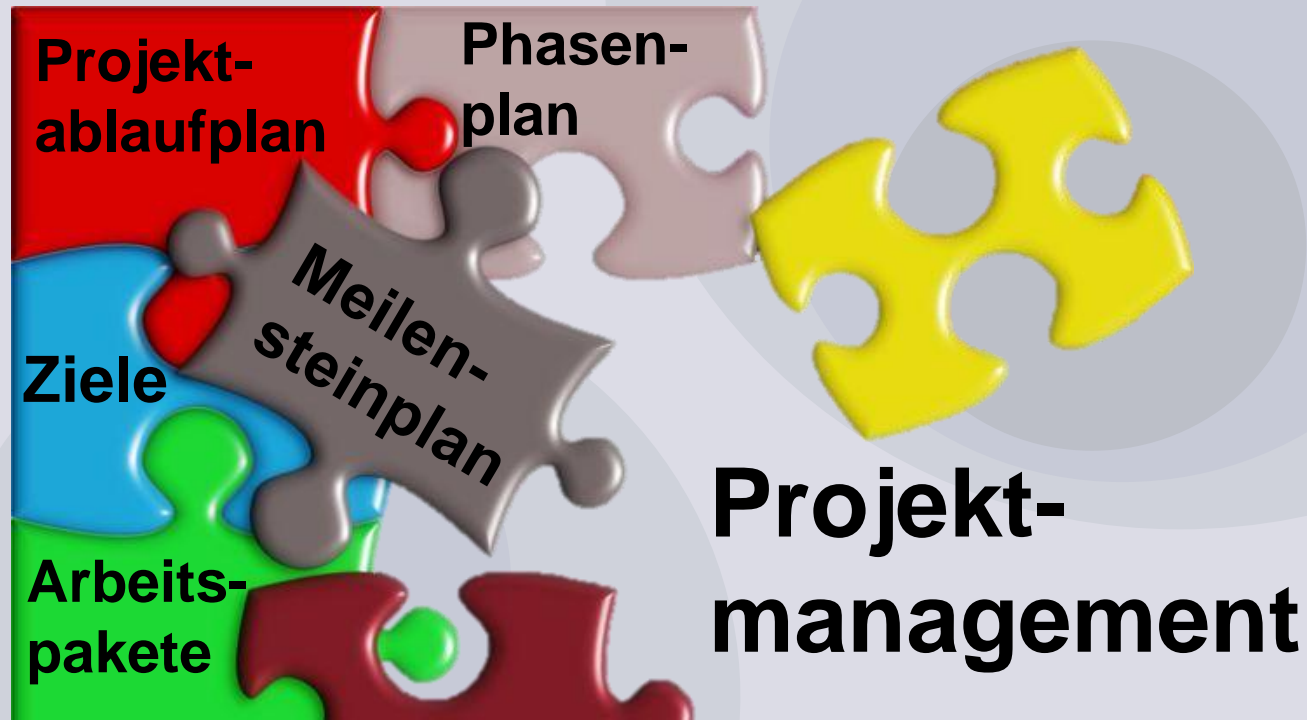 Projekt-
ablaufplan
Phasen-
plan
Meilen-
steinplan
Ziele
Arbeits-
pakete
Projekt-
management